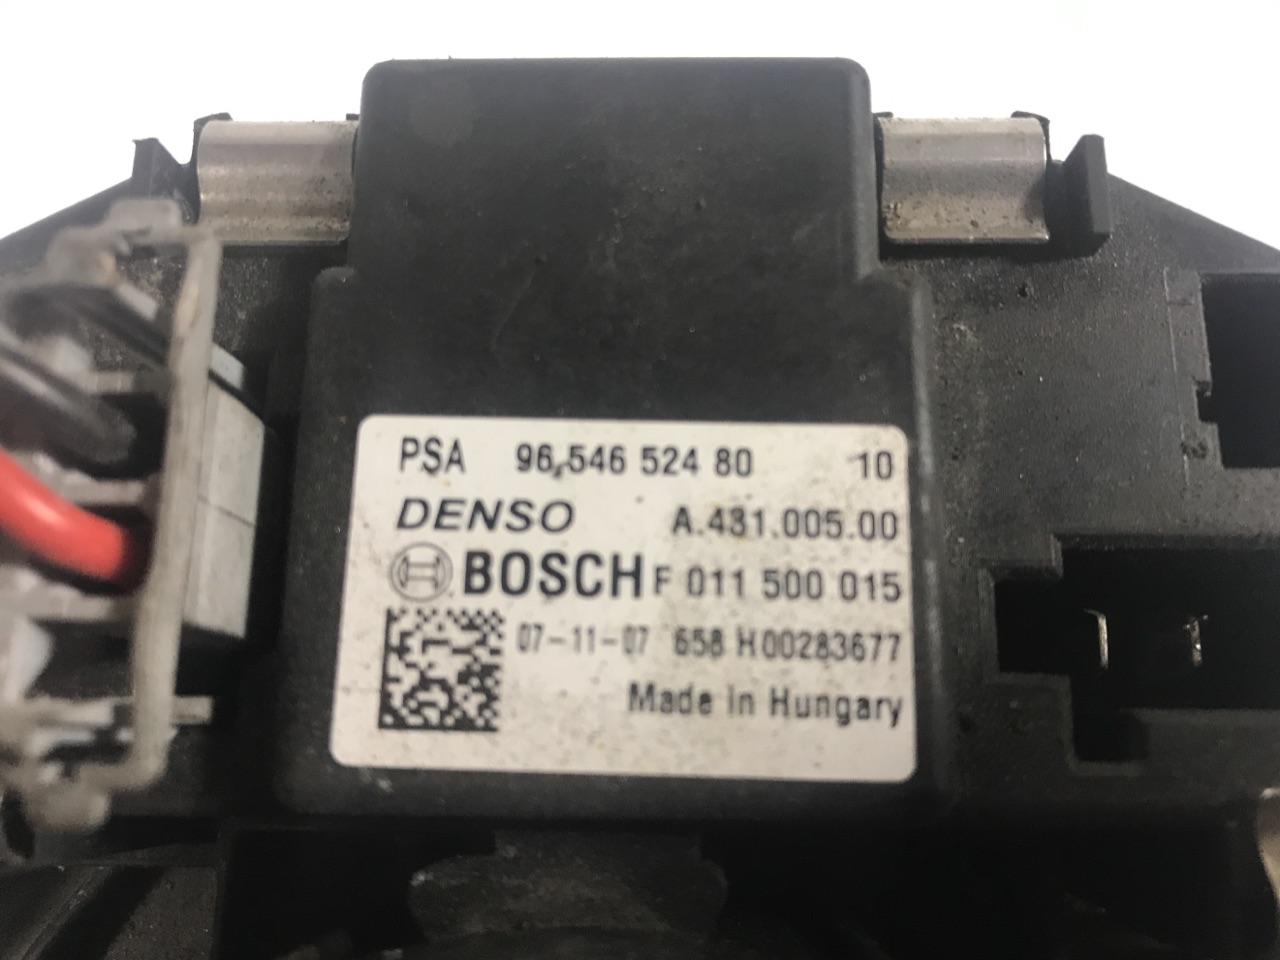 PSA 96.546 524 80 10
DENSO A.431.005.00
BOSCH F 011 500 015
07-11-07 658 H00283677
Made in Hungary